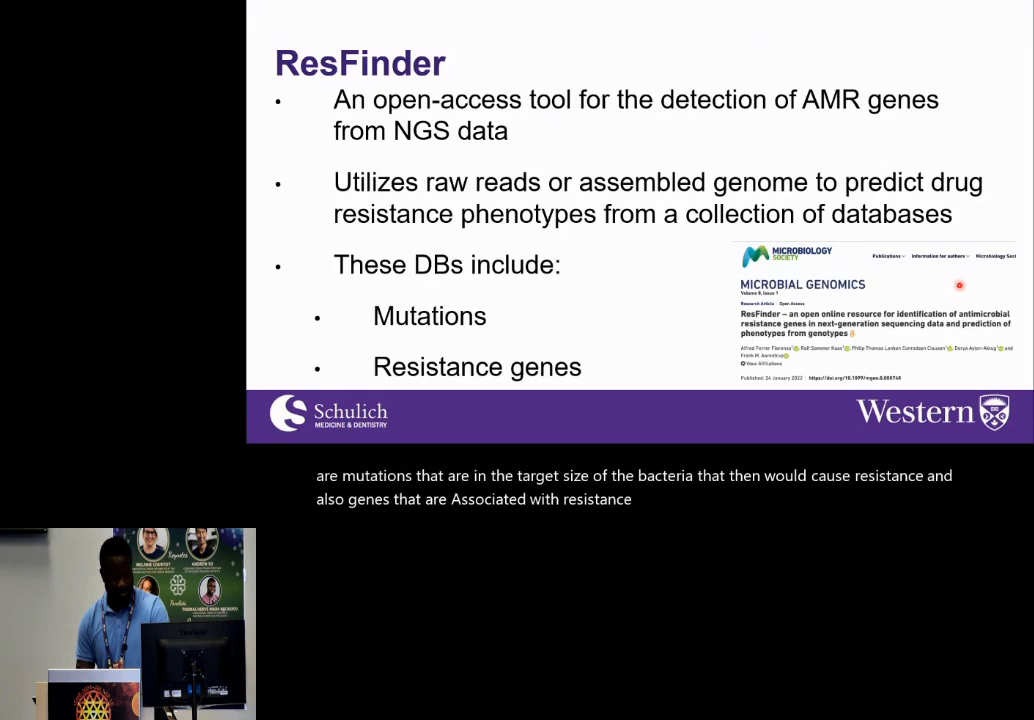 ResFinder
• An open-access tool for the detection of AMR genes
from NGS data
• Utilizes raw reads or assembled genome to predict drug
resistance phenotypes from a collection of databases
• These DBs include:
• Mutations
• Resistance genes
MICROBIOLOGY
SOCIETY
Publications Information for authors Microbiology Soci
MICROBIAL GENOMICS
Volume 8, Issue 1
Research Article Open Access
ResFinder – an open online resource for identification of antimicrobial
resistance genes in next-generation sequencing data and prediction of
phenotypes from genotypes
Alfred Ferrer Florensa, Rolf Sommer Kaas, Philip Thomas Lanken Conradsen Clausen, Derya Aytan-Aktug and
Frank M. Aarestrup
View Affiliations
Published: 24 January 2022 https://doi.org/10.1099/mgen.0.000748
Schulich
MEDICINE & DENTISTRY
Western
are mutations that are in the target size of the bacteria that then would cause resistance and
also genes that are Associated with resistance
Keynotes
MELANIE COURTOT
ANDREW SU
Panelists